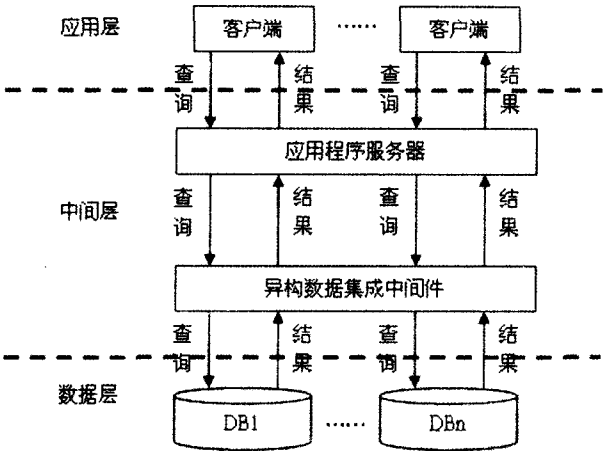 应用层
客户端
……
客户端
查询
结果
查询
结果
应用程序服务器
中间层
查询
结果
查询
结果
异构数据集成中间件
查询
结果
查询
结果
数据层
DB1
……
DBn